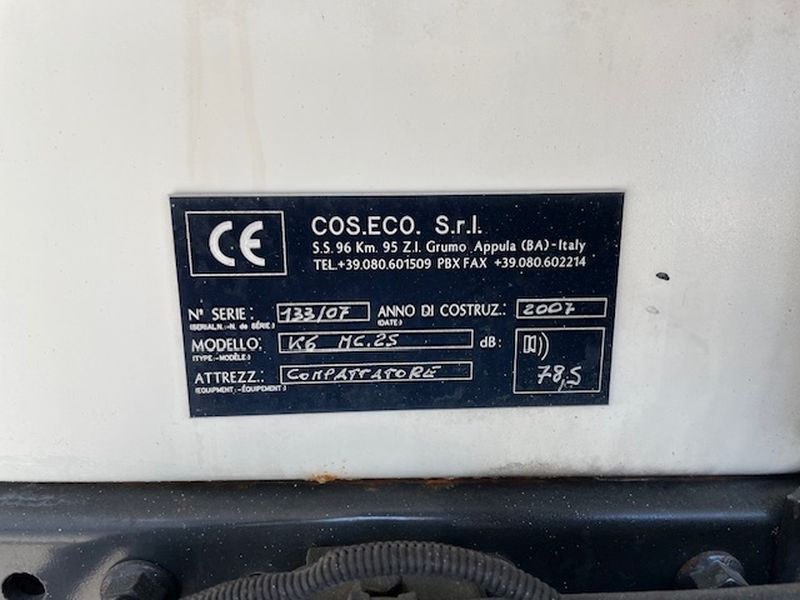 CE
COS.ECO. S.r.l.
S.S. 96 Km. 95 Z.I. Grumo Appula (BA) - Italy
TEL.+39.080.601509 PBX FAX +39.080.602214
N° SERIE: 133/07 ANNO DI COSTRUZ.: 2007
(SERIAL.N.:-N. de SÉRIE:) (DATE:)
MODELLO: K6 MC.25 dB:
(TYPE:-MODÈLE:)
78,5
ATTREZZ.: COMPATTATORE
(EQUIPMENT:-ÉQUIPEMENT:)